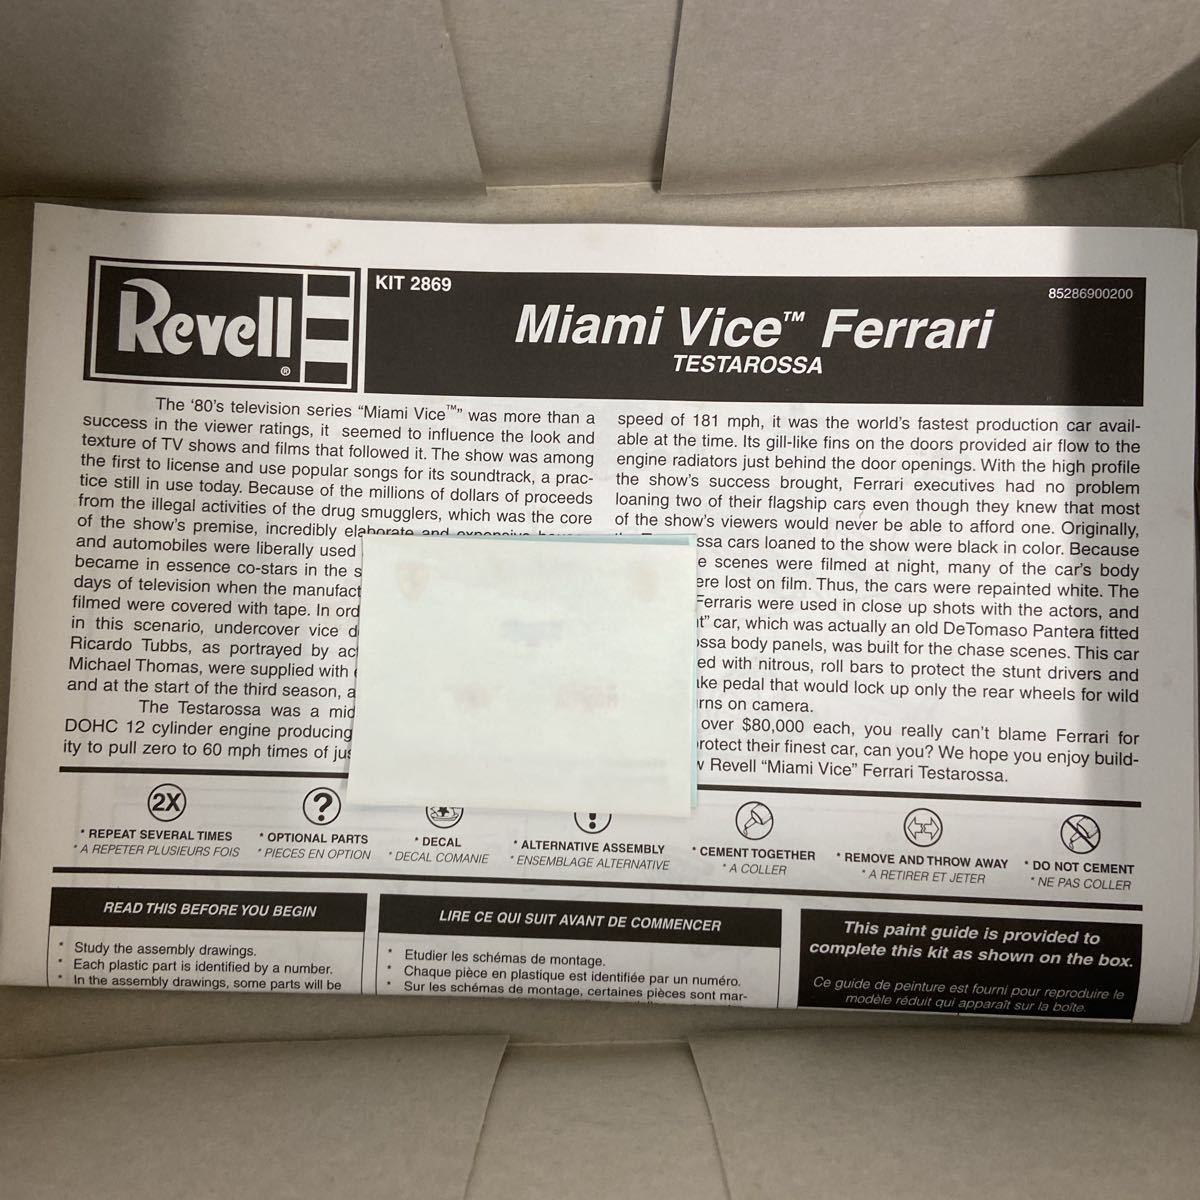 Revell
®
KIT 2869
85286900200
Miami Vice™ Ferrari
TESTAROSSA
The ‘80’s television series “Miami Vice™” was more than a
success in the viewer ratings, it seemed to influence the look and
texture of TV shows and films that followed it. The show was among
the first to license and use popular songs for its soundtrack, a prac-
tice still in use today. Because of the millions of dollars of proceeds
from the illegal activities of the drug smugglers, which was the core
of the show’s premise, incredibly elaborate and expensive
and automobiles were liberally used
became in essence co-stars in the
days of television when the
filmed were covered with tape. In
in this scenario, undercover vice
Ricardo Tubbs, as portrayed by
Michael Thomas, were supplied with
and at the start of the third season,
The Testarossa was a
DOHC 12 cylinder engine producing
ity to pull zero to 60 mph times of
speed of 181 mph, it was the world’s fastest production car avail-
able at the time. Its gill-like fins on the doors provided air flow to the
engine radiators just behind the door openings. With the high profile
the show’s success brought, Ferrari executives had no problem
loaning two of their flagship cars even though they knew that most
of the show’s viewers would never be able to afford one. Originally,
cars loaned to the show were black in color. Because
scenes were filmed at night, many of the car’s body
lost on film. Thus, the cars were repainted white. The
Ferraris were used in close up shots with the actors, and
car, which was actually an old DeTomaso Pantera fitted
body panels, was built for the chase scenes. This car
with nitrous, roll bars to protect the stunt drivers and
pedal that would lock up only the rear wheels for wild
on camera.
over $80,000 each, you really can’t blame Ferrari for
their finest car, can you? We hope you enjoy build-
Revell “Miami Vice” Ferrari Testarossa.
2X
* REPEAT SEVERAL TIMES
* A REPETER PLUSIEURS FOIS
?
* OPTIONAL PARTS
* PIECES EN OPTION
* DECAL
* DECAL COMANIE
!
* ALTERNATIVE ASSEMBLY
* ENSEMBLAGE ALTERNATIVE
* CEMENT TOGETHER
* A COLLER
* REMOVE AND THROW AWAY
* A RETIRER ET JETER
* DO NOT CEMENT
* NE PAS COLLER
READ THIS BEFORE YOU BEGIN
* Study the assembly drawings.
* Each plastic part is identified by a number.
* In the assembly drawings, some parts will be
LIRE CE QUI SUIT AVANT DE COMMENCER
* Etudier les schémas de montage.
* Chaque pièce en plastique est identifiée par un numéro.
* Sur les schémas de montage, certaines pièces sont mar-
This paint guide is provided to
complete this kit as shown on the box.
Ce guide de peinture est fourni pour reproduire le
modèle réduit qui apparaît sur la boîte.